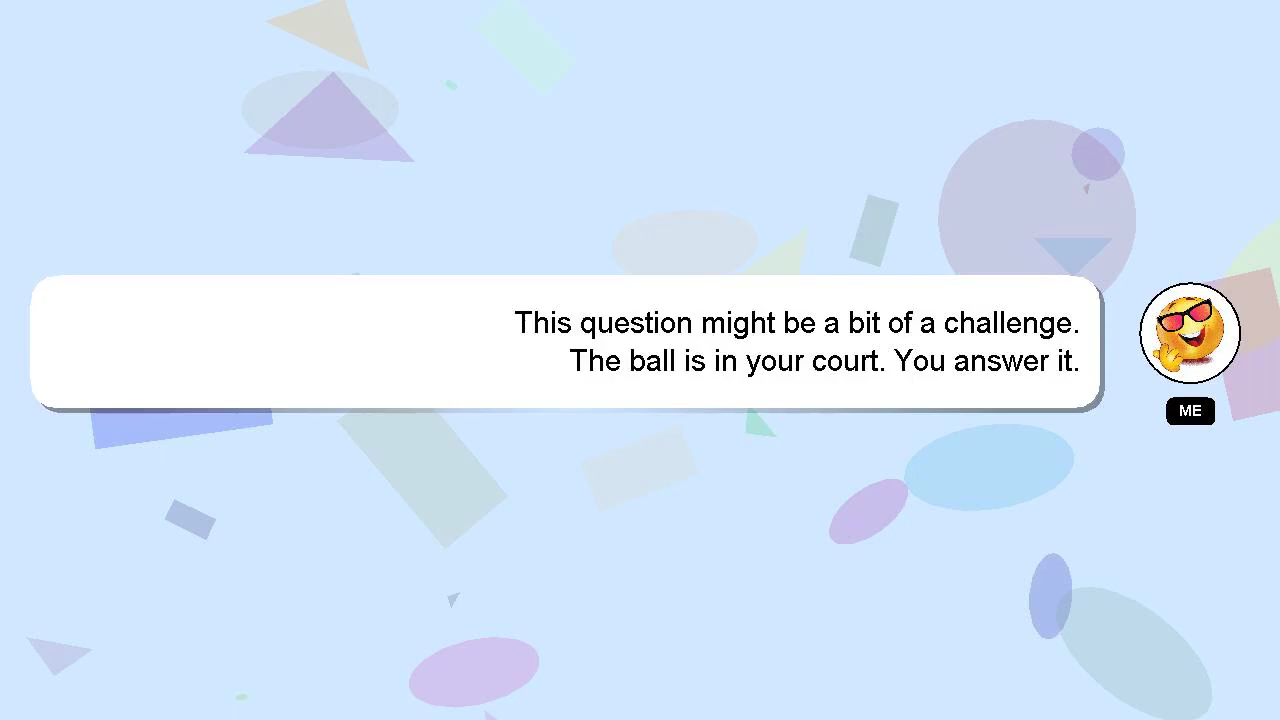 This question might be a bit of a challenge.
The ball is in your court. You answer it.
ME